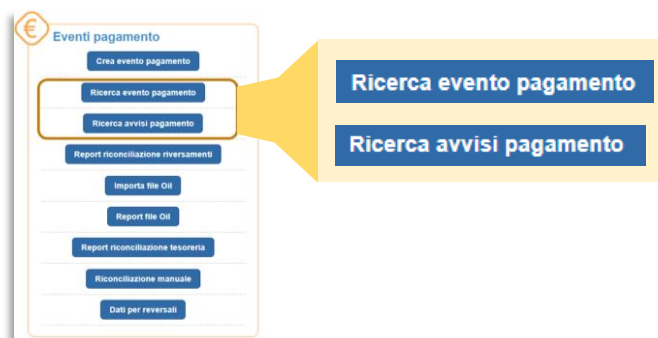 €
Eventi pagamento
Crea evento pagamento
Ricerca evento pagamento
Ricerca avvisi pagamento
Report riconciliazione riversamenti
Importa file Oil
Report file Oil
Report riconciliazione tesoreria
Riconciliazione manuale
Dati per reversali
Ricerca evento pagamento
Ricerca avvisi pagamento